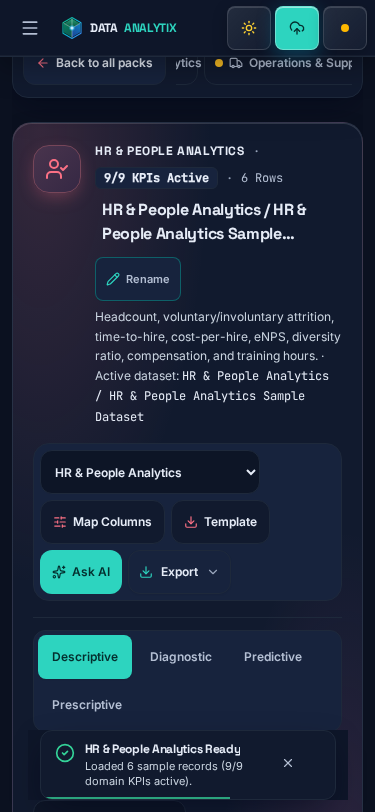 DATA ANALYTIX
Back to all packs
ytics
Operations & Supp
HR & PEOPLE ANALYTICS ·
9/9 KPIs Active · 6 Rows
HR & People Analytics / HR &
People Analytics Sample...
Rename
Headcount, voluntary/involuntary attrition,
time-to-hire, cost-per-hire, eNPS, diversity
ratio, compensation, and training hours. ·
Active dataset: HR & People Analytics
/ HR & People Analytics Sample
Dataset
HR & People Analytics
Map Columns
Template
Ask AI
Export
Descriptive
Diagnostic
Predictive
Prescriptive
HR & People Analytics Ready
Loaded 6 sample records (9/9
domain KPIs active).